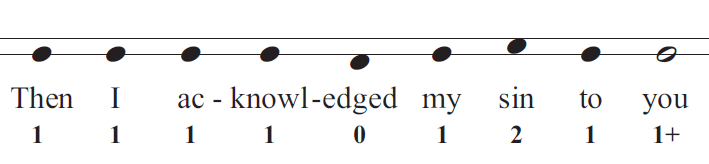 Then I ac - knowl-edged my sin to you
1 1 1 1 0 1 2 1 1+